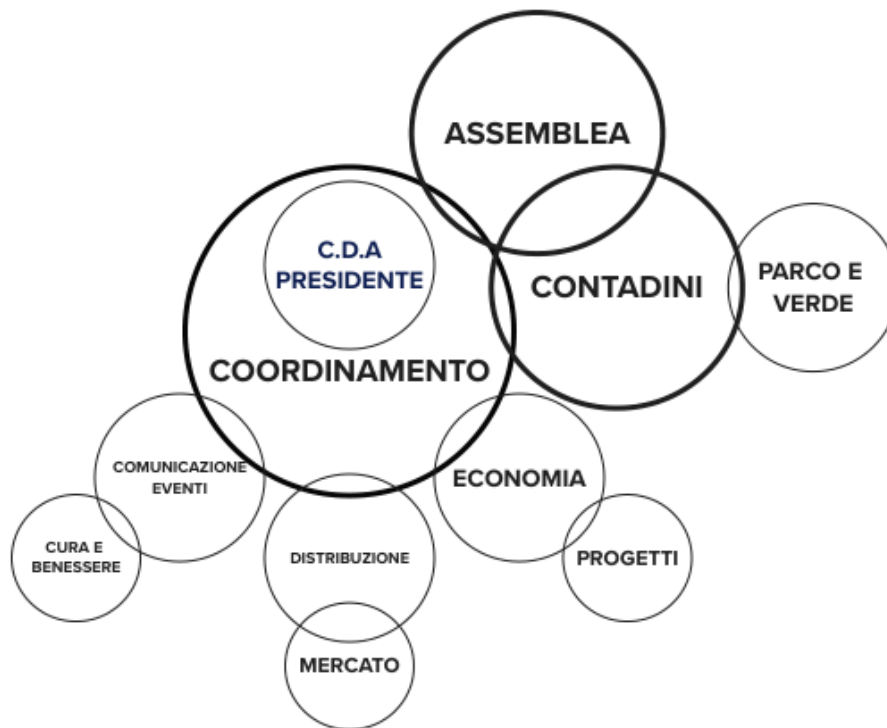 ASSEMBLEA
C.D.A
PRESIDENTE
CONTADINI
PARCO E
VERDE
COORDINAMENTO
COMUNICAZIONE
EVENTI
ECONOMIA
CURA E
BENESSERE
DISTRIBUZIONE
PROGETTI
MERCATO